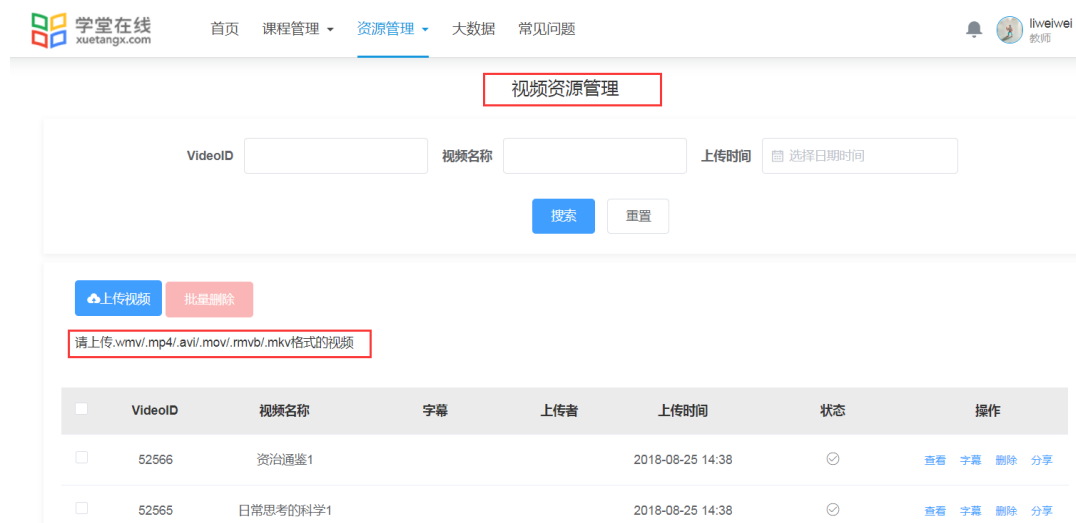 学堂在线 首页 课程管理 资源管理 大数据 常见问题 liweiwei
xuetangx.com 教师
视频资源管理
VideoID 视频名称 上传时间 选择日期时间
搜索 重置
上传视频 批量删除
请上传.wmv/.mp4/.avi/.mov/.rmvb/.mkv格式的视频
VideoID 视频名称 字幕 上传者 上传时间 状态 操作
52566 资治通鉴1 2018-08-25 14:38 查看 字幕 删除 分享
52565 日常思考的科学1 2018-08-25 14:38 查看 字幕 删除 分享